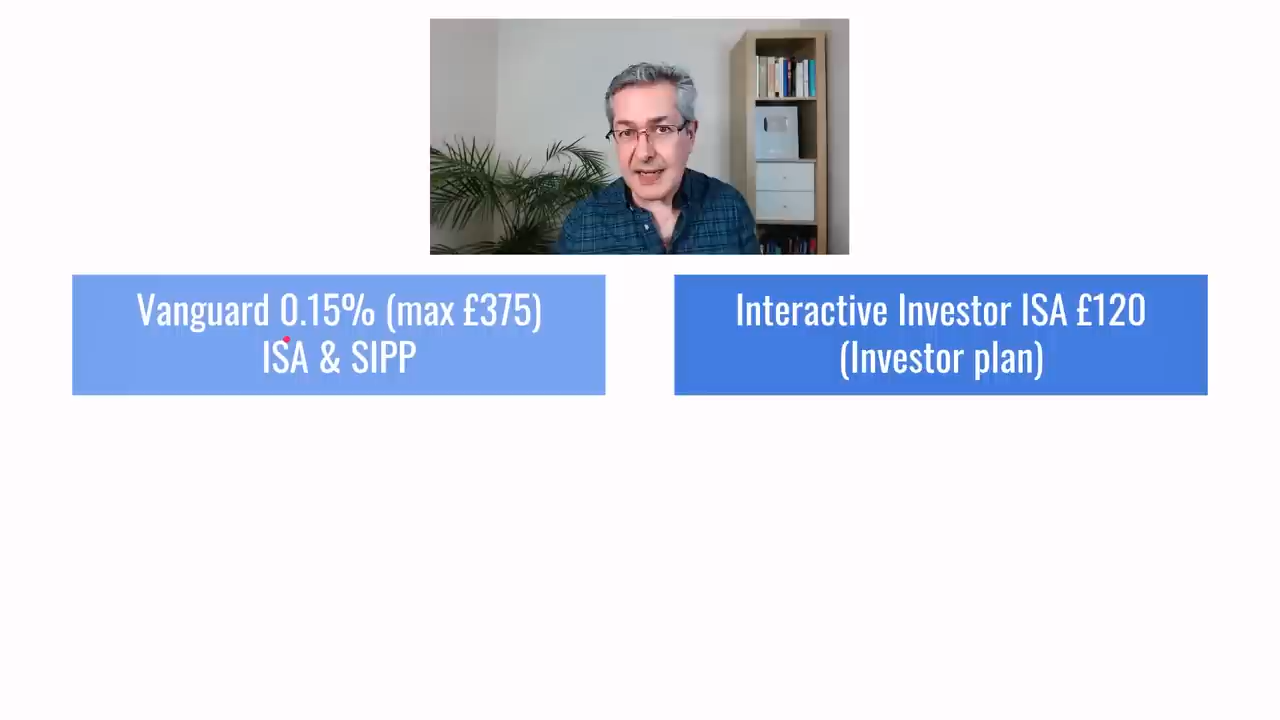 Vanguard 0.15% (max £375)
ISA & SIPP
Interactive Investor ISA £120
(Investor plan)